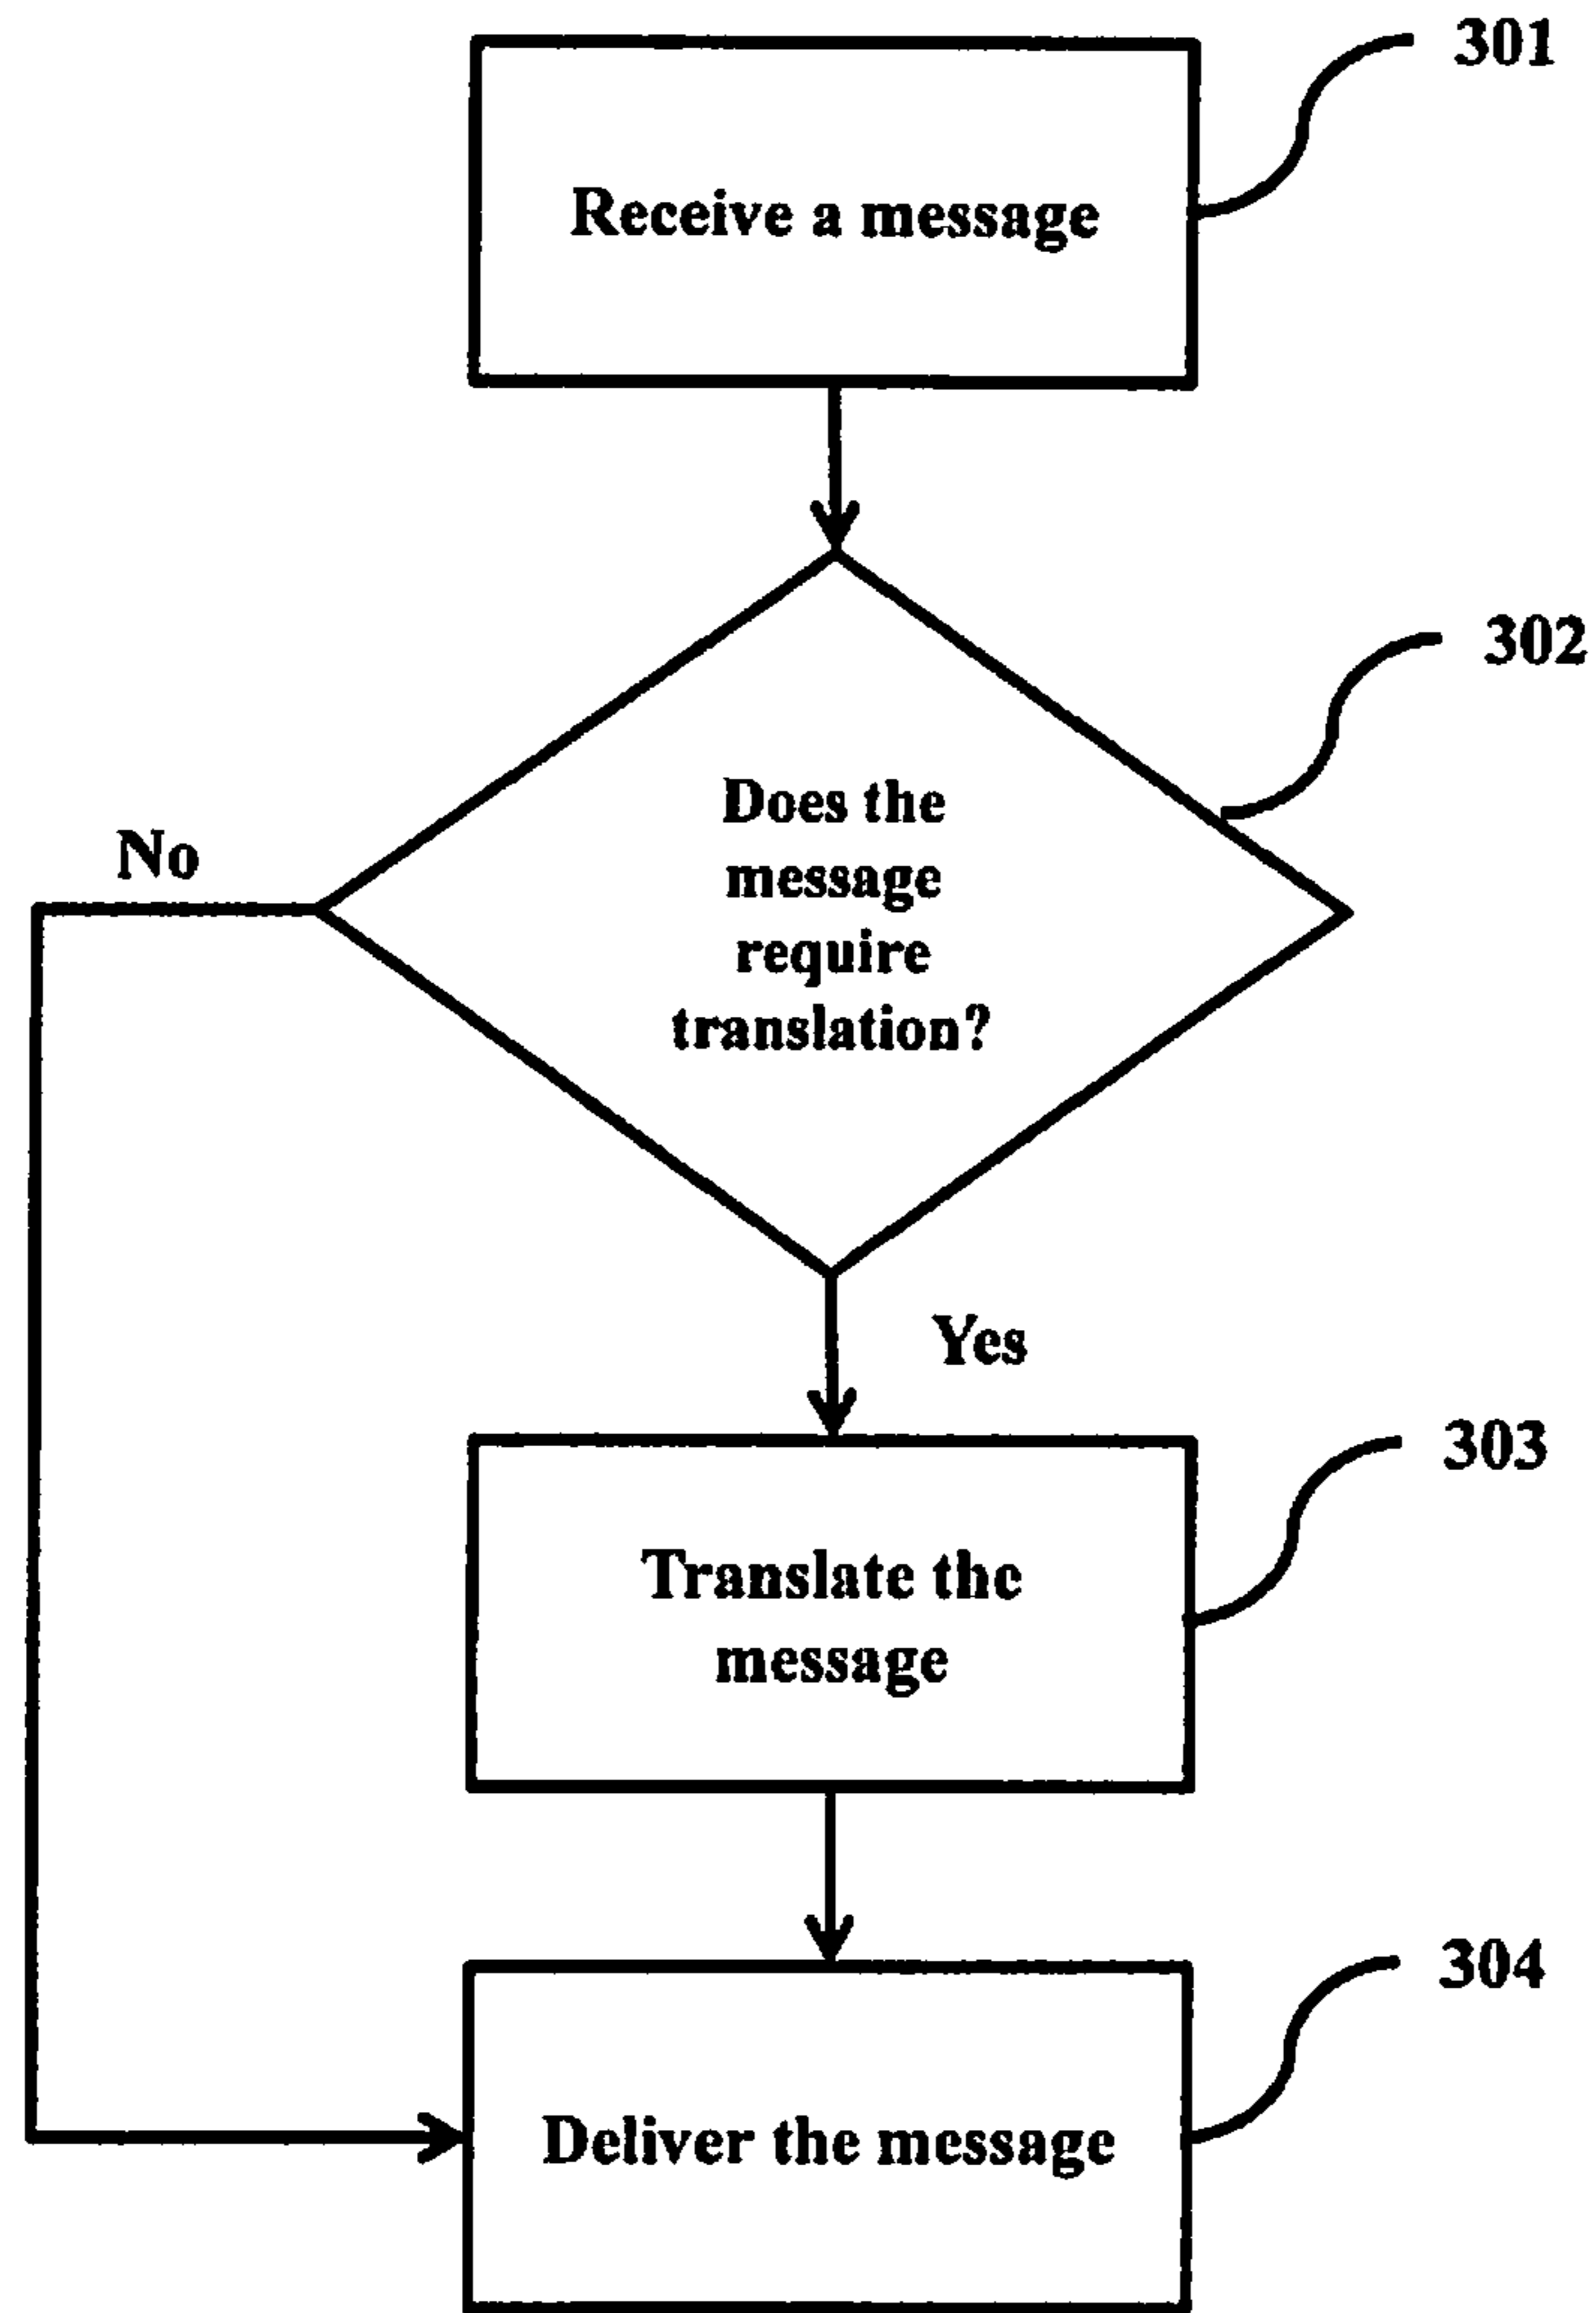 301
Receive a message
302
Does the
message
require
translation?
No
Yes
303
Translate the
message
304
Deliver the message